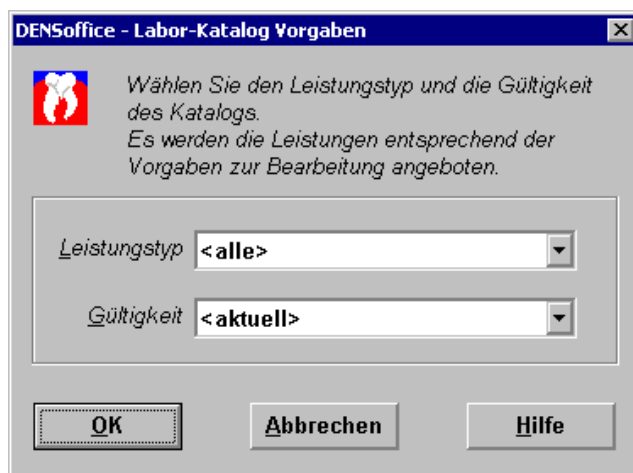 DENSoffice - Labor-Katalog Vorgaben
Wählen Sie den Leistungstyp und die Gültigkeit
des Katalogs.
Es werden die Leistungen entsprechend der
Vorgaben zur Bearbeitung angeboten.
Leistungstyp <alle>
Gültigkeit <aktuell>
OK Abbrechen Hilfe